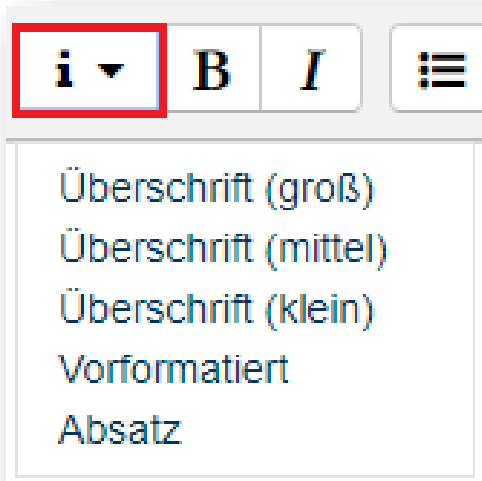 i B I
Überschrift (groß)
Überschrift (mittel)
Überschrift (klein)
Vorformatiert
Absatz